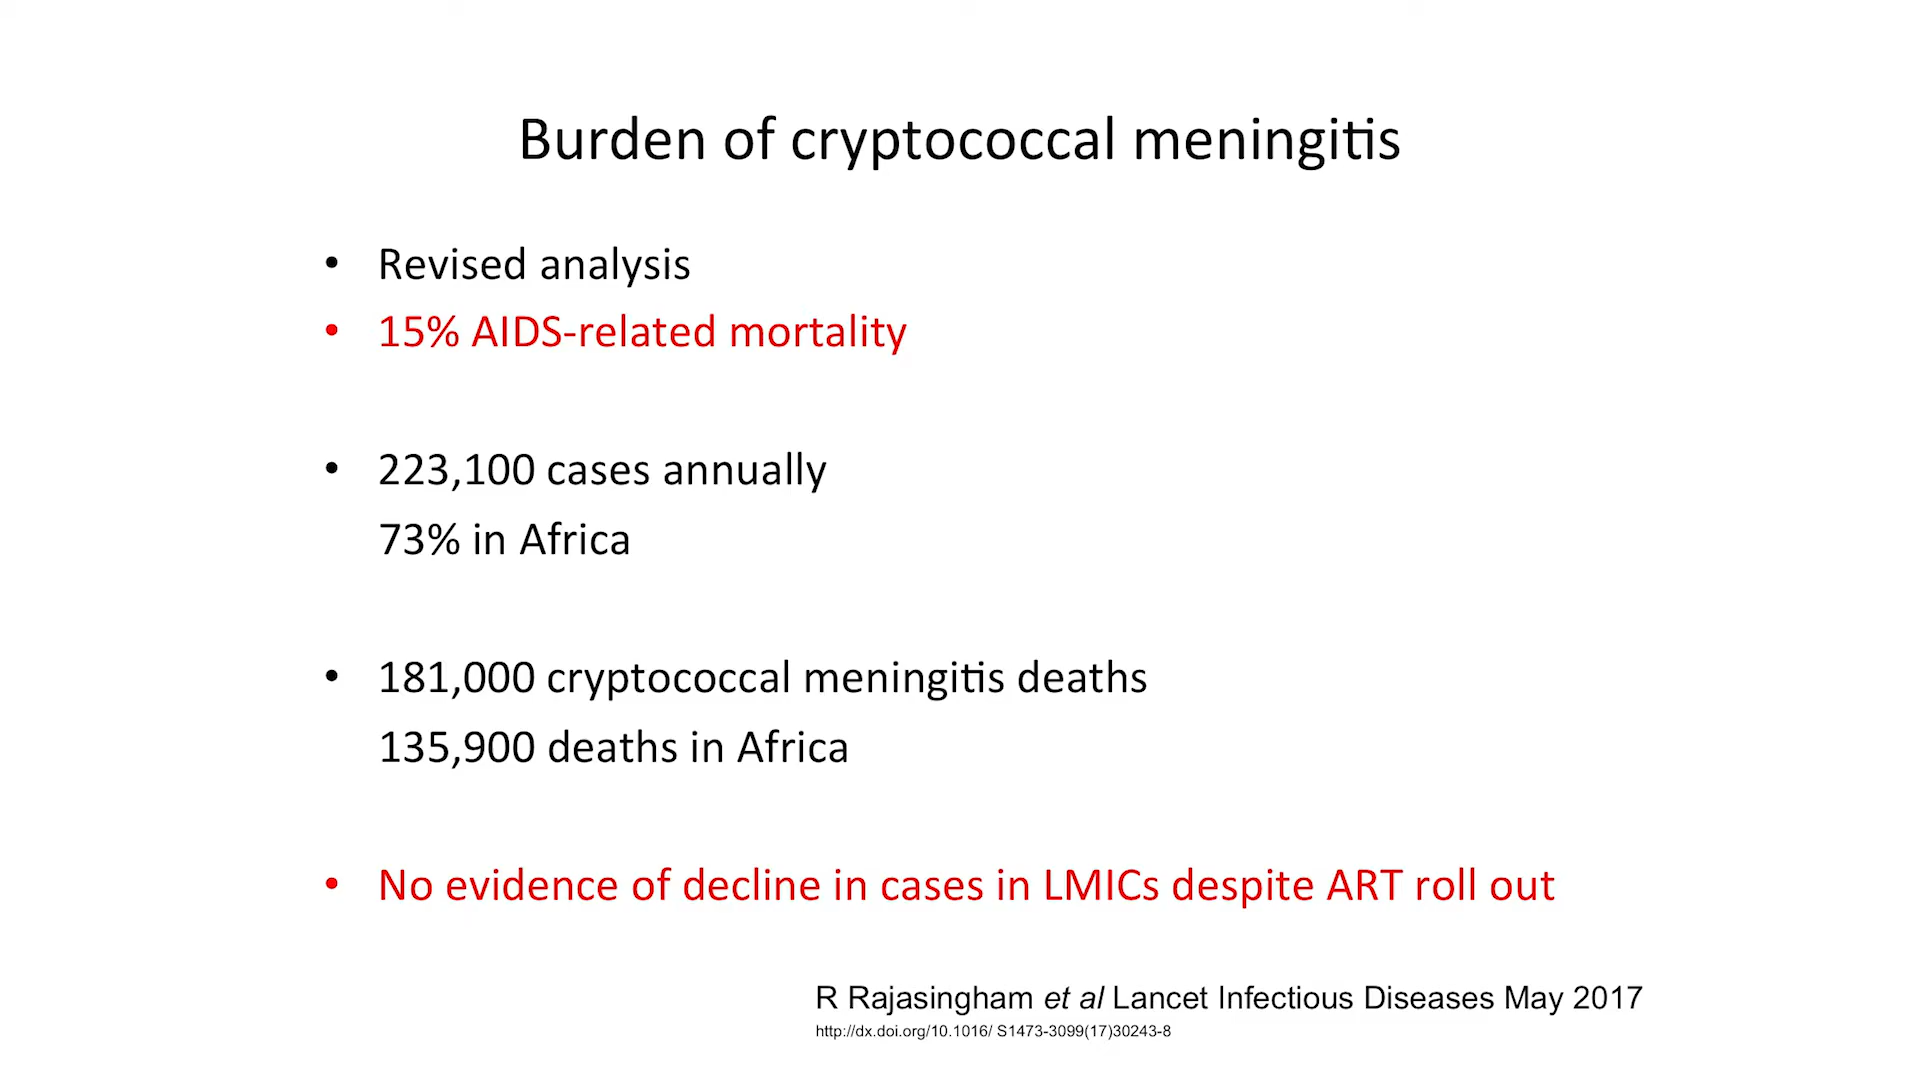 Burden of cryptococcal meningitis
• Revised analysis
• 15% AIDS-related mortality
• 223,100 cases annually
73% in Africa
• 181,000 cryptococcal meningitis deaths
135,900 deaths in Africa
• No evidence of decline in cases in LMICs despite ART roll out
R Rajasingham et al Lancet Infectious Diseases May 2017
http://dx.doi.org/10.1016/ S1473-3099(17)30243-8